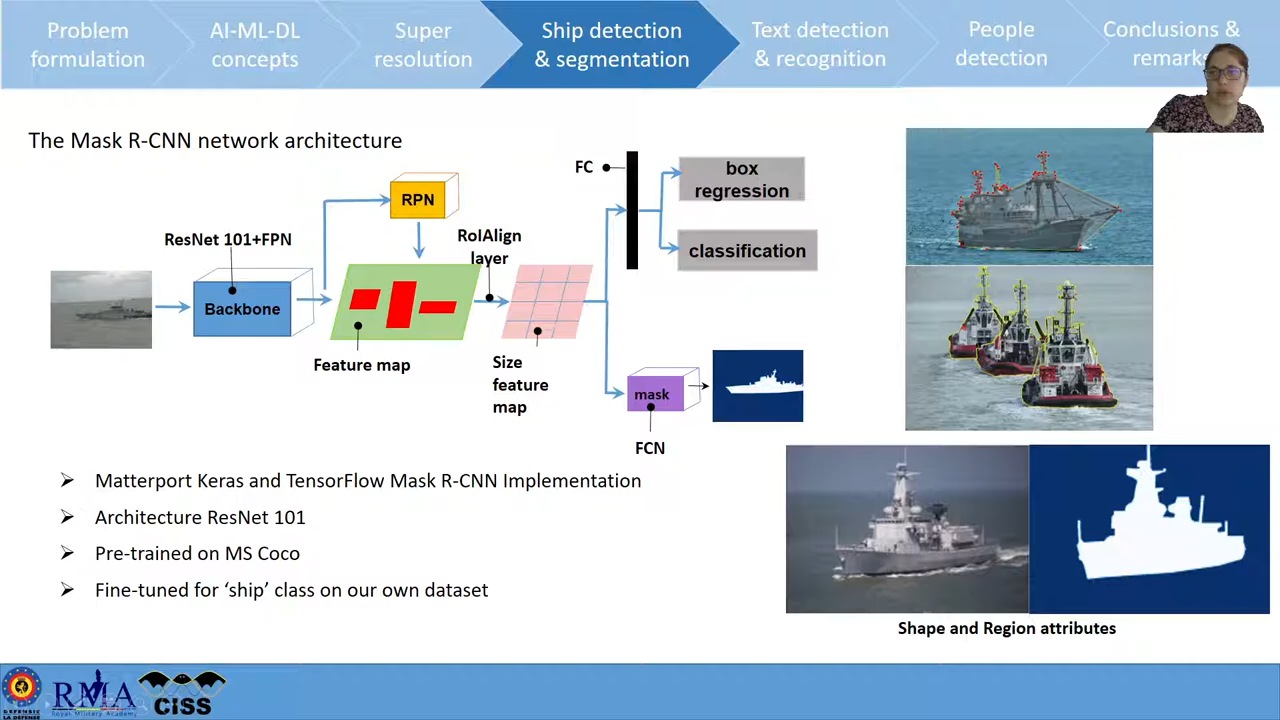 Problem
formulation
AI-ML-DL
concepts
Super
resolution
Ship detection
& segmentation
Text detection
& recognition
People
detection
Conclusions &
remarks
The Mask R-CNN network architecture
FC
box
regression
classification
RPN
ResNet 101+FPN
RoIAlign
layer
Backbone
Feature map
Size
feature
map
mask
FCN
➢ Matterport Keras and TensorFlow Mask R-CNN Implementation
➢ Architecture ResNet 101
➢ Pre-trained on MS Coco
➢ Fine-tuned for ‘ship’ class on our own dataset
Shape and Region attributes
DEFENSIE
LA DEFENSE
RMA
Royal Military Academy
CISS